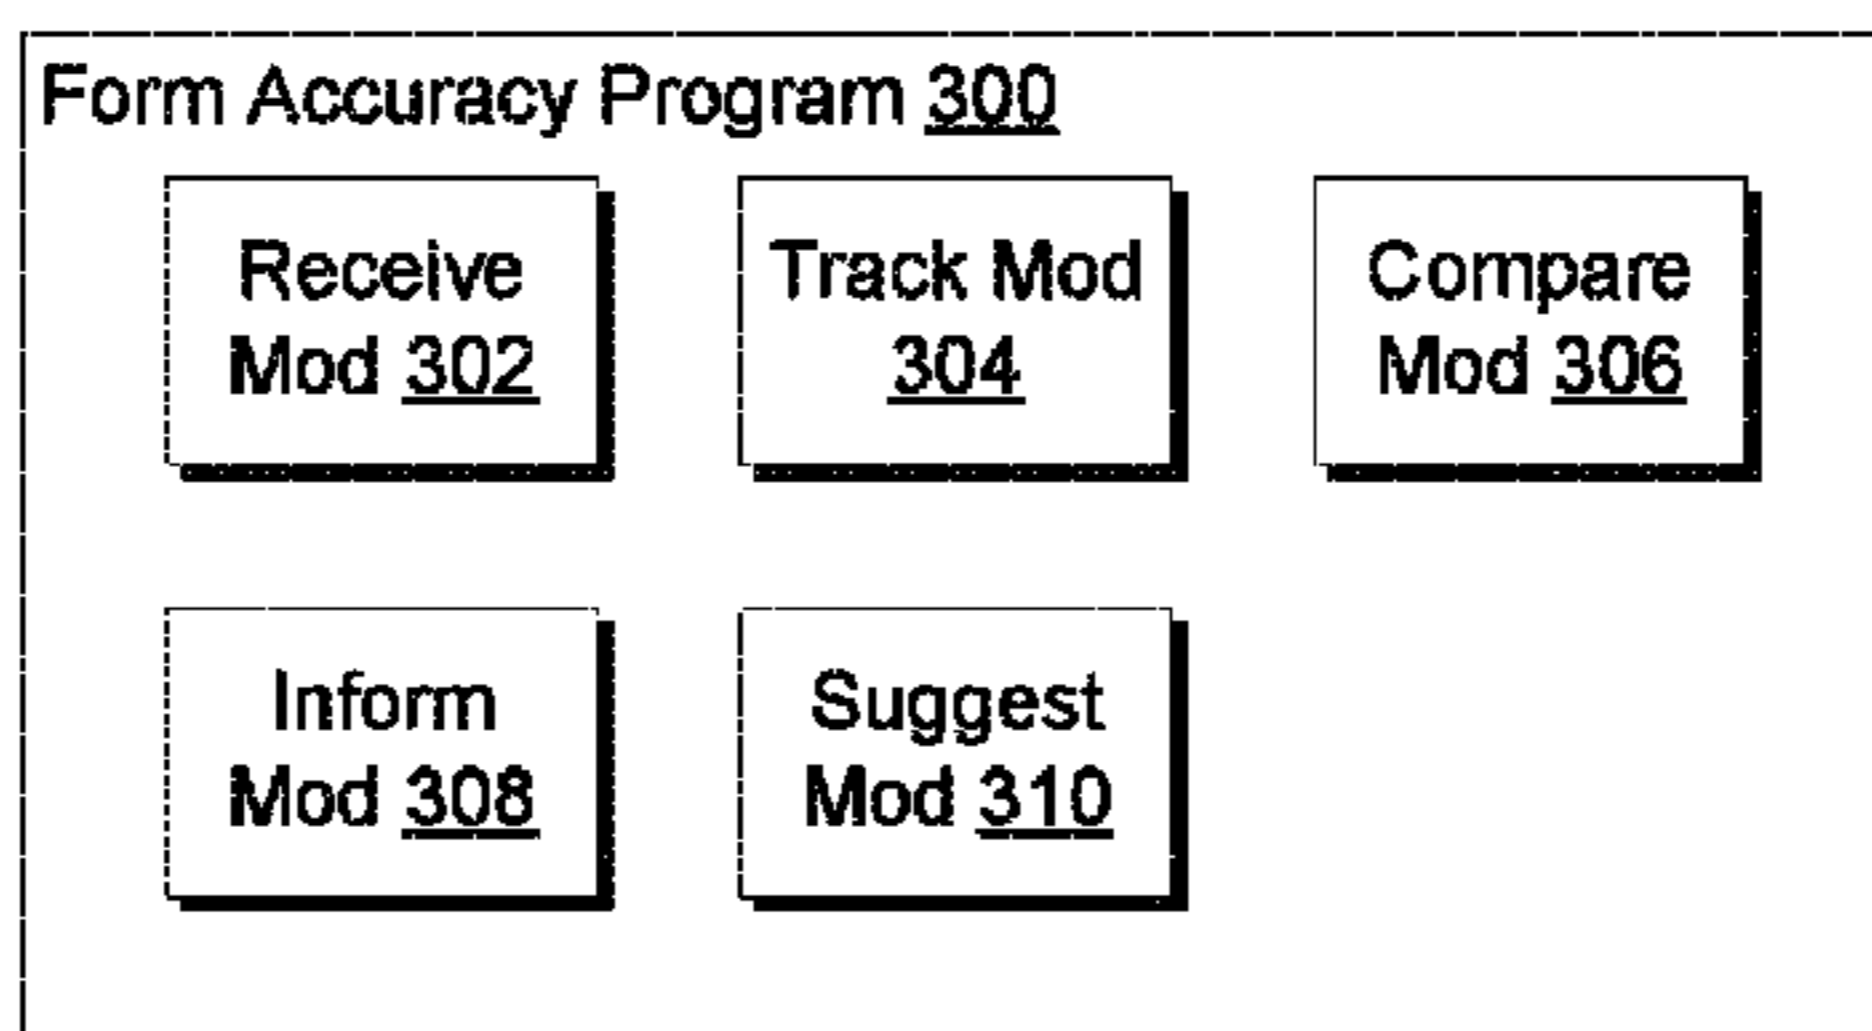 Form Accuracy Program 300
Receive
Mod 302
Track Mod
304
Compare
Mod 306
Inform
Mod 308
Suggest
Mod 310